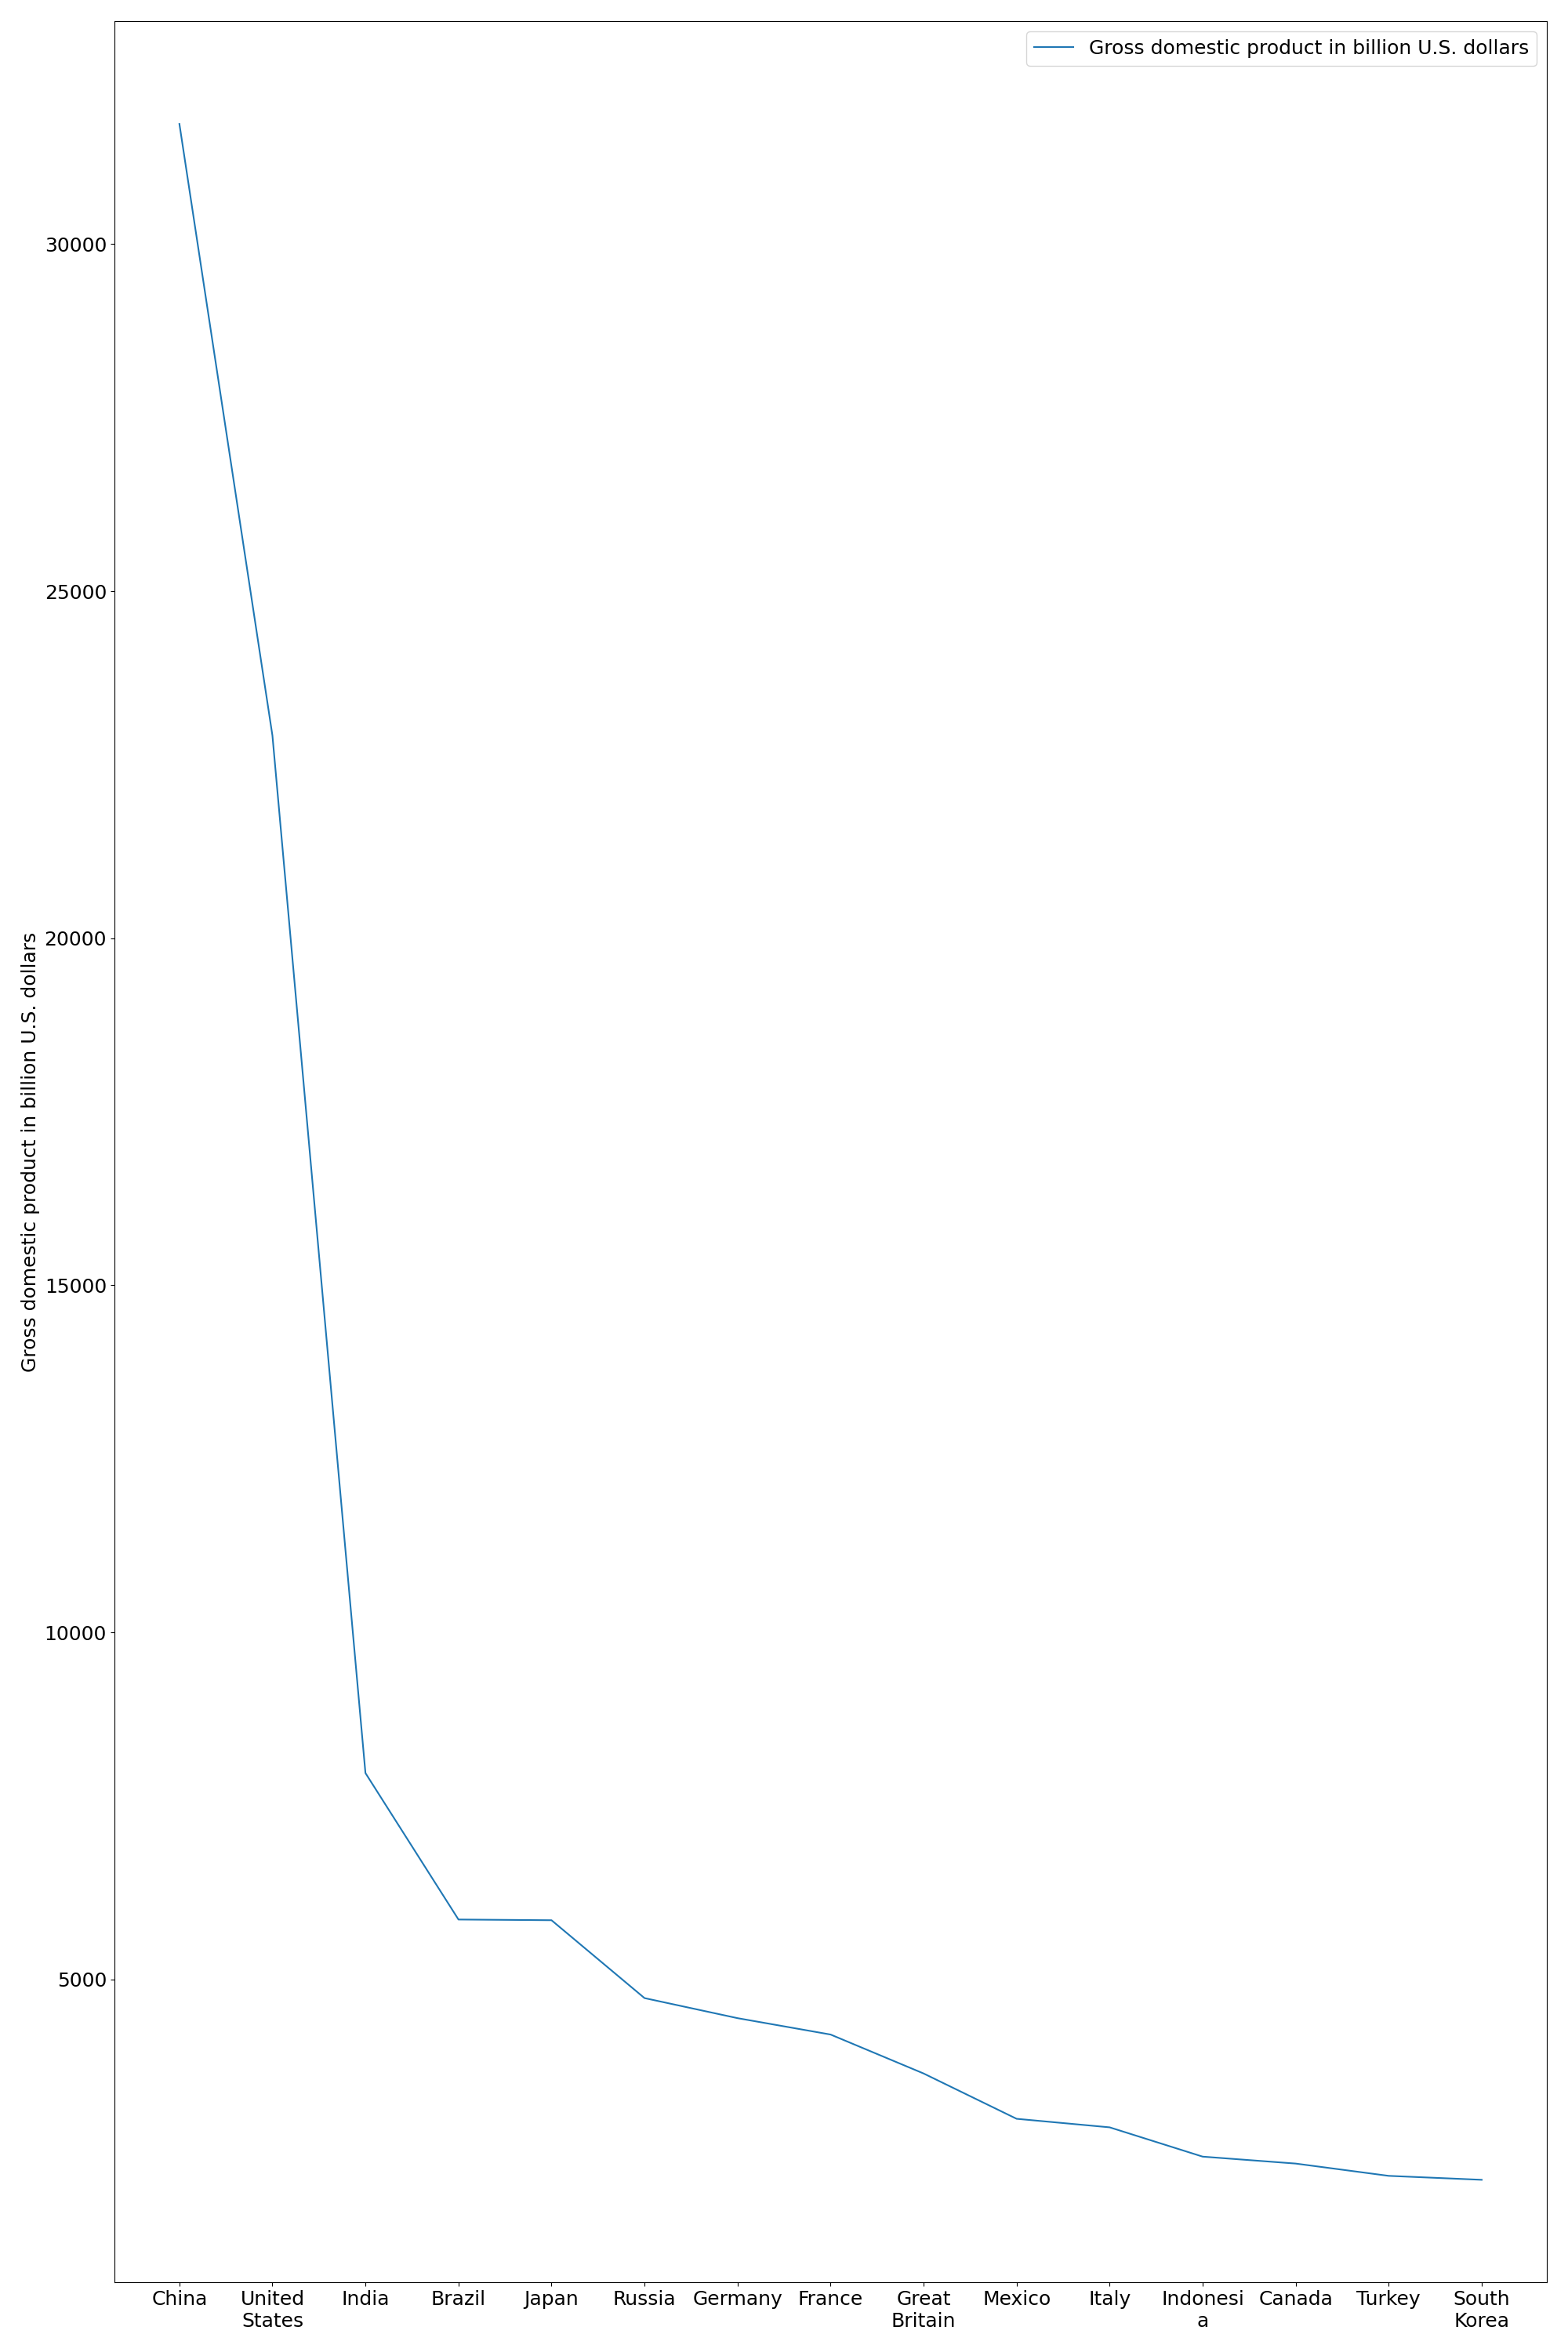 Gross domestic product in billion U.S. dollars
30000
25000
20000
15000
10000
5000
Gross domestic product in billion U.S. dollars
China United India Brazil Japan Russia Germany France Great Mexico Italy Indonesi Canada Turkey South
States Britain a Korea